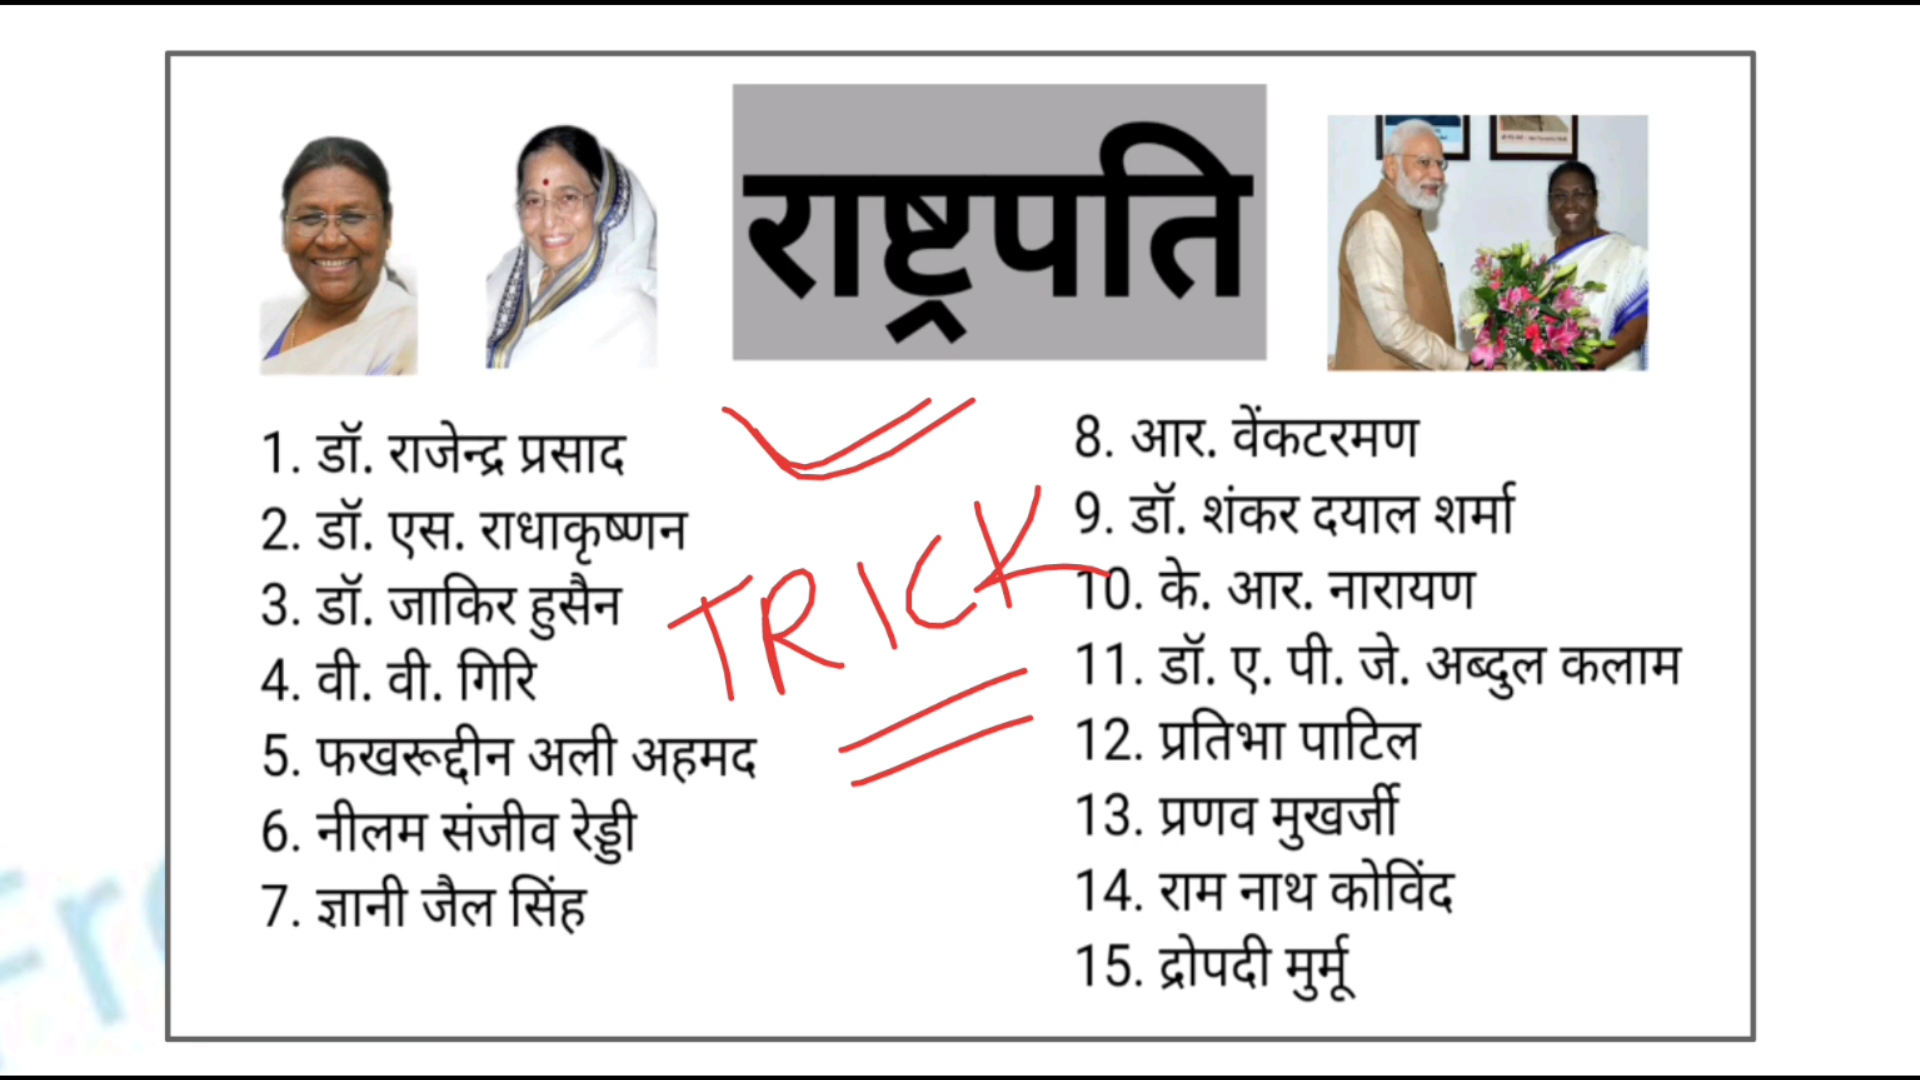 राष्ट्रपति
1. डॉ. राजेन्द्र प्रसाद
2. डॉ. एस. राधाकृष्णन
3. डॉ. जाकिर हुसैन
4. वी. वी. गिरि
5. फखरूद्दीन अली अहमद
6. नीलम संजीव रेड्डी
7. ज्ञानी जैल सिंह
TRICK
8. आर. वेंकटरमण
9. डॉ. शंकर दयाल शर्मा
10. के. आर. नारायण
11. डॉ. ए. पी. जे. अब्दुल कलाम
12. प्रतिभा पाटिल
13. प्रणव मुखर्जी
14. राम नाथ कोविंद
15. द्रोपदी मुर्मू